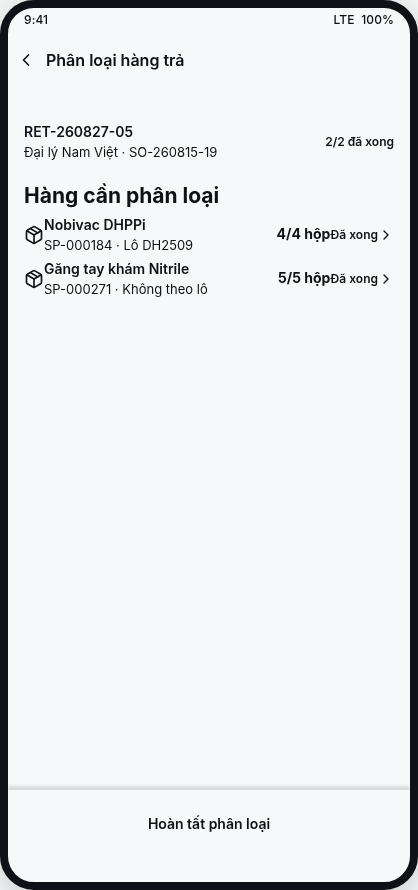 9:41 LTE 100%
Phân loại hàng trả
RET-260827-05
Đại lý Nam Việt · SO-260815-19
2/2 đã xong
Hàng cần phân loại
Nobivac DHPPi
SP-000184 · Lô DH2509
4/4 hộp Đã xong
Găng tay khám Nitrile
SP-000271 · Không theo lô
5/5 hộp Đã xong
Hoàn tất phân loại